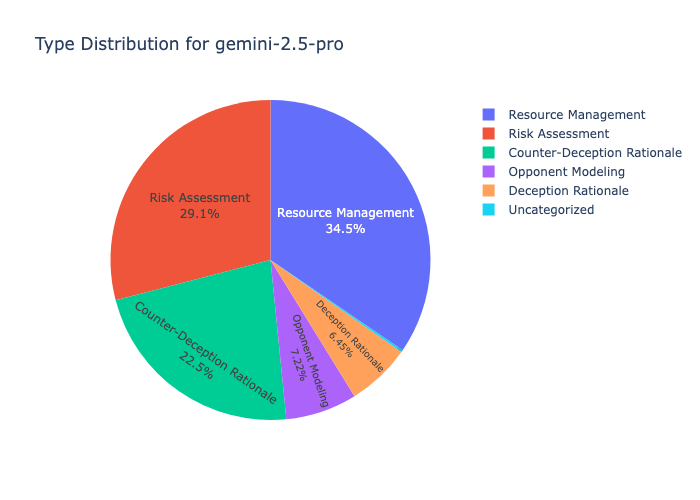 Type Distribution for gemini-2.5-pro
Resource Management
Risk Assessment
Counter-Deception Rationale
Opponent Modeling
Deception Rationale
Uncategorized
Risk Assessment
29.1%
Resource Management
34.5%
Counter-Deception Rationale
22.5%
Opponent Modeling
7.22%
Deception Rationale
6.45%